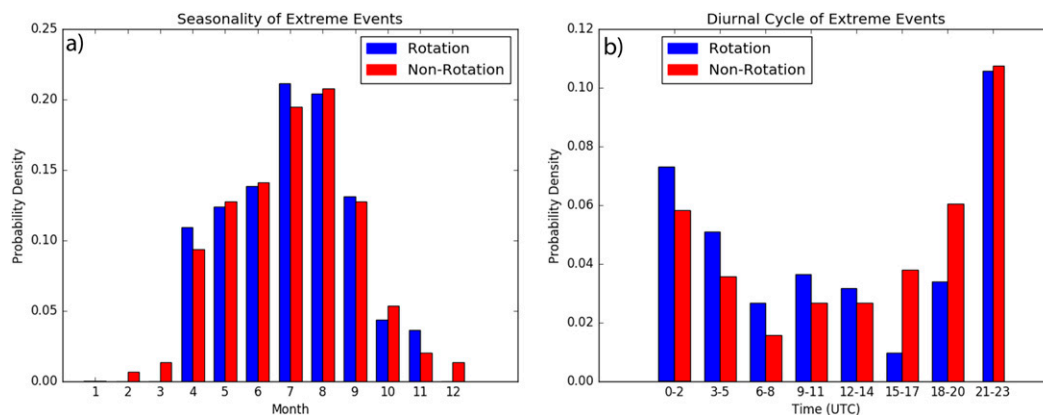 Seasonality of Extreme Events
a)
Rotation
Non-Rotation
0.25
0.20
0.15
0.10
0.05
0.00
Probability Density
1 2 3 4 5 6 7 8 9 10 11 12
Month
Diurnal Cycle of Extreme Events
b)
Rotation
Non-Rotation
0.12
0.10
0.08
0.06
0.04
0.02
0.00
Probability Density
0-2 3-5 6-8 9-11 12-14 15-17 18-20 21-23
Time (UTC)